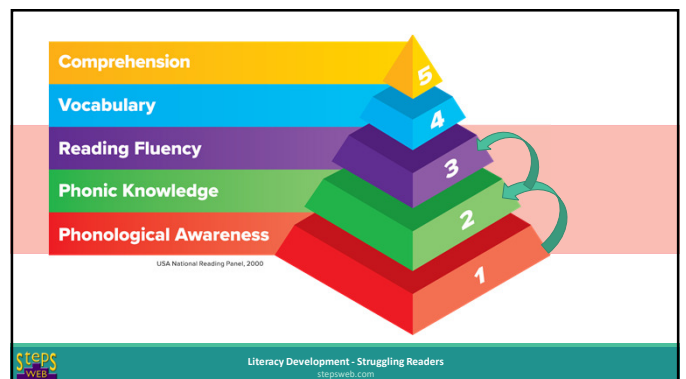 Comprehension
5
Vocabulary
4
Reading Fluency
3
Phonic Knowledge
2
Phonological Awareness
1
USA National Reading Panel, 2000
steps
WEB
Literacy Development - Struggling Readers
stepsweb.com